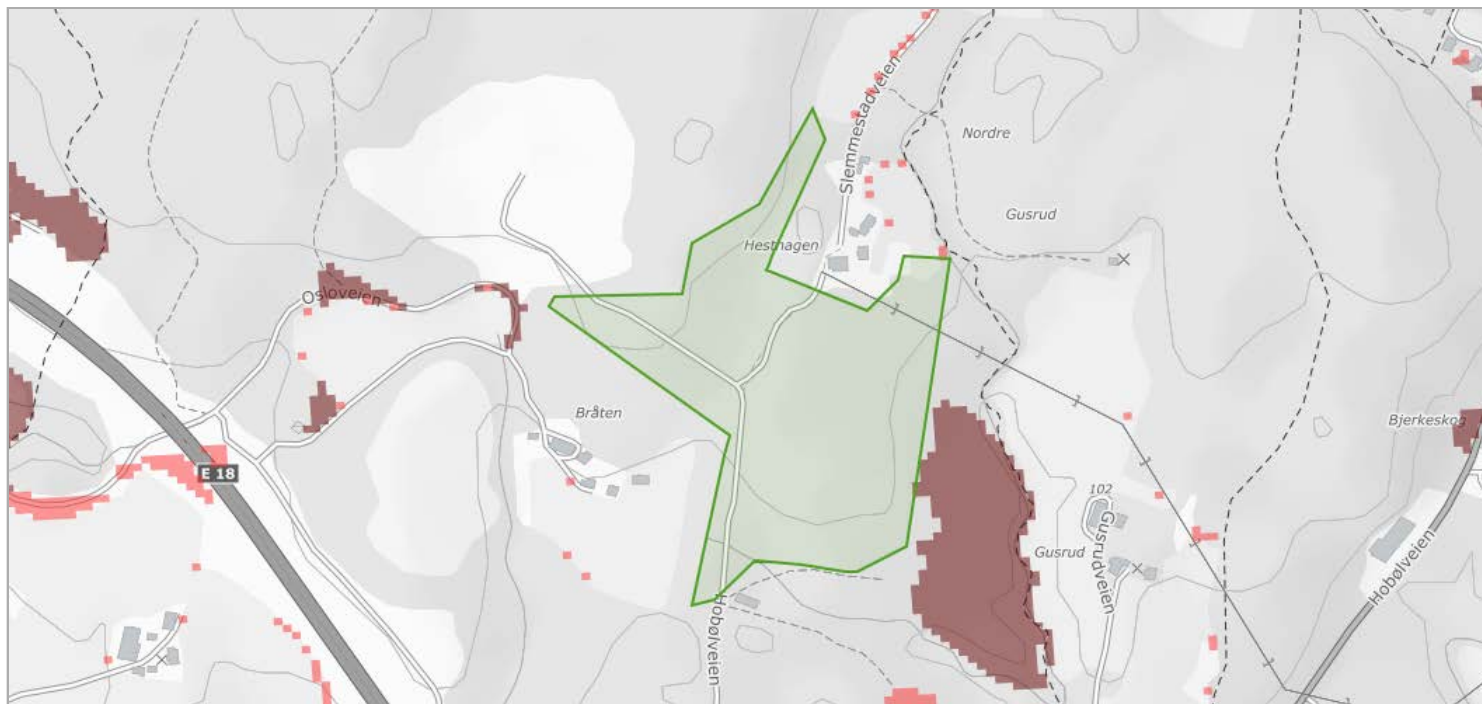 Slemmestadveien
Nordre
Gusrud
Hesthagen
Osloveien
Bråten
Bjerkeskog
E 18
102
Gusrud
Gusrudveien
Hobølveien
Hobølveien